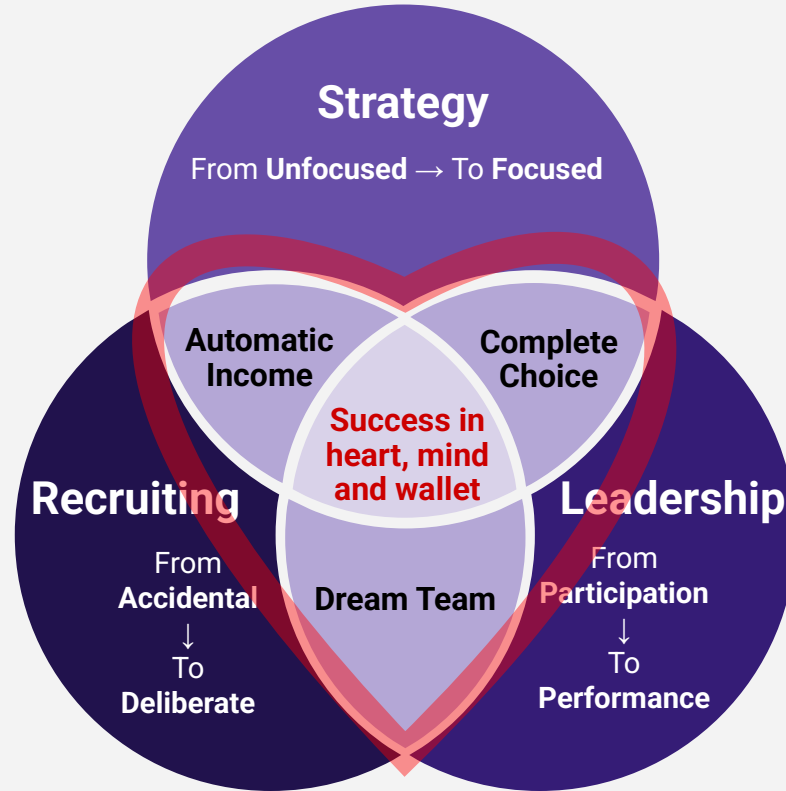 Strategy
From Unfocused → To Focused
Automatic
Income
Complete
Choice
Success in
heart, mind
and wallet
Recruiting
From
Accidental
↓
To
Deliberate
Leadership
From
Participation
↓
To
Performance
Dream Team